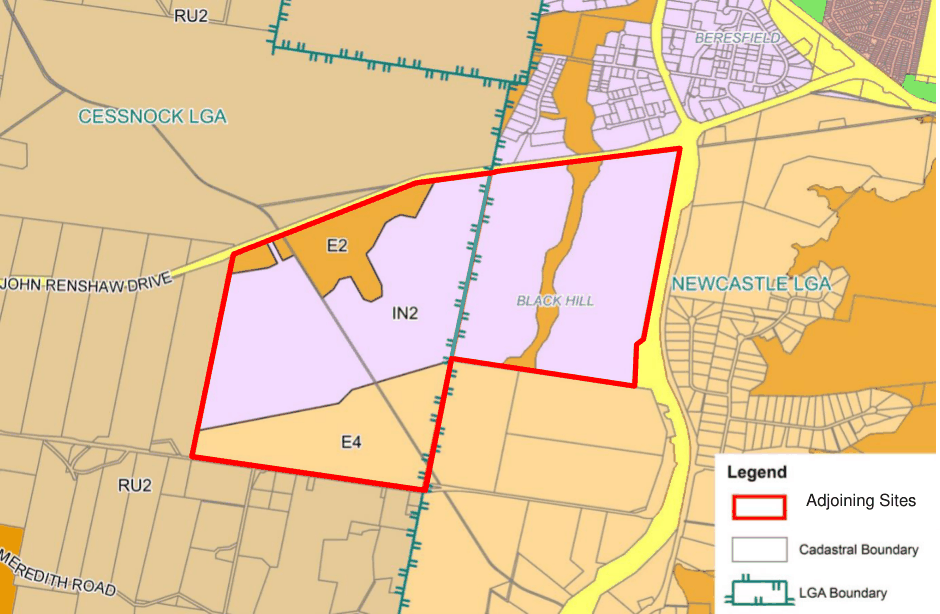 RU2
BERESFIELD
CESSNOCK LGA
E2
JOHN RENSHAW DRIVE
NEWCASTLE LGA
BLACK HILL
IN2
E4
RU2
MEREDITH ROAD
Legend
Adjoining Sites
Cadastral Boundary
LGA Boundary